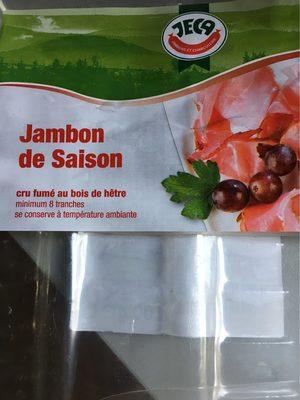 JECA
Jambon
de Saison
cru fumé au bois de hêtre
minimum 8 tranches
se conserve à température ambiante